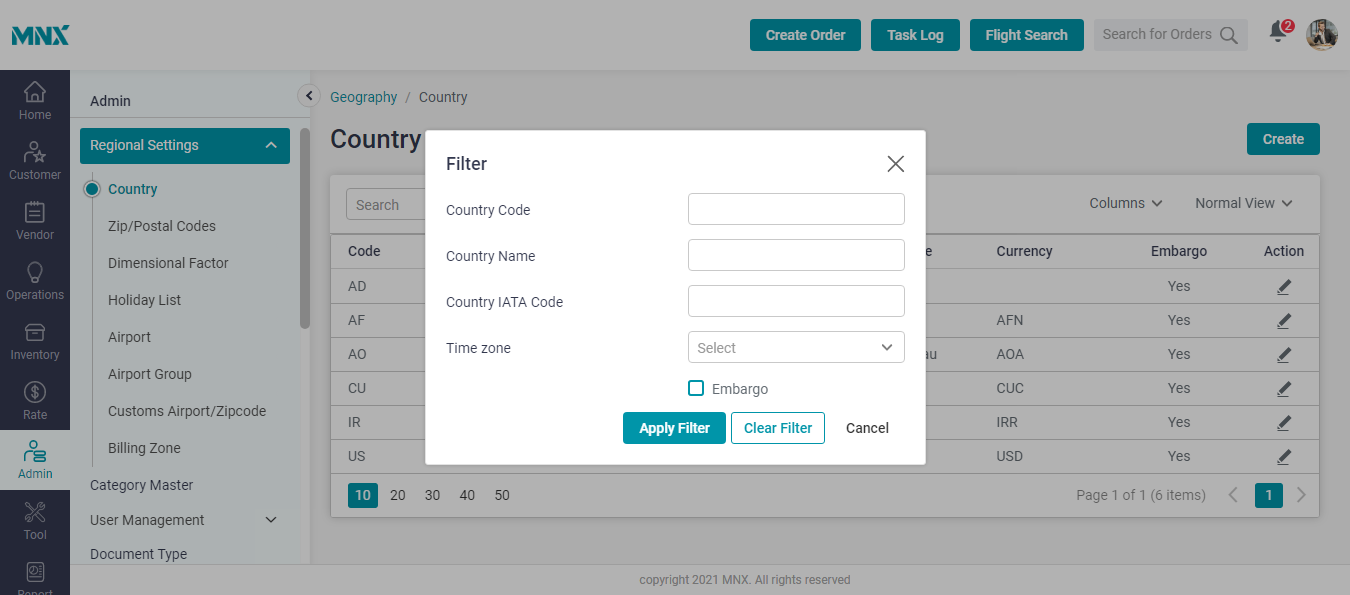 MNX
Create Order
Task Log
Flight Search
Search for Orders
2
Home
Customer
Vendor
Operations
Inventory
Rate
Admin
Tool
Report
Admin
Regional Settings
Country
Zip/Postal Codes
Dimensional Factor
Holiday List
Airport
Airport Group
Customs Airport/Zipcode
Billing Zone
Category Master
User Management
Document Type
Geography / Country
Country
Create
Search
Columns
Normal View
Code
e
Currency
Embargo
Action
AD
Yes
AF
AFN
Yes
AO
au
AOA
Yes
CU
CUC
Yes
IR
IRR
Yes
US
USD
Yes
10 20 30 40 50
Page 1 of 1 (6 items)
1
Filter
Country Code
Country Name
Country IATA Code
Time zone
Select
Embargo
Apply Filter
Clear Filter
Cancel
copyright 2021 MNX. All rights reserved